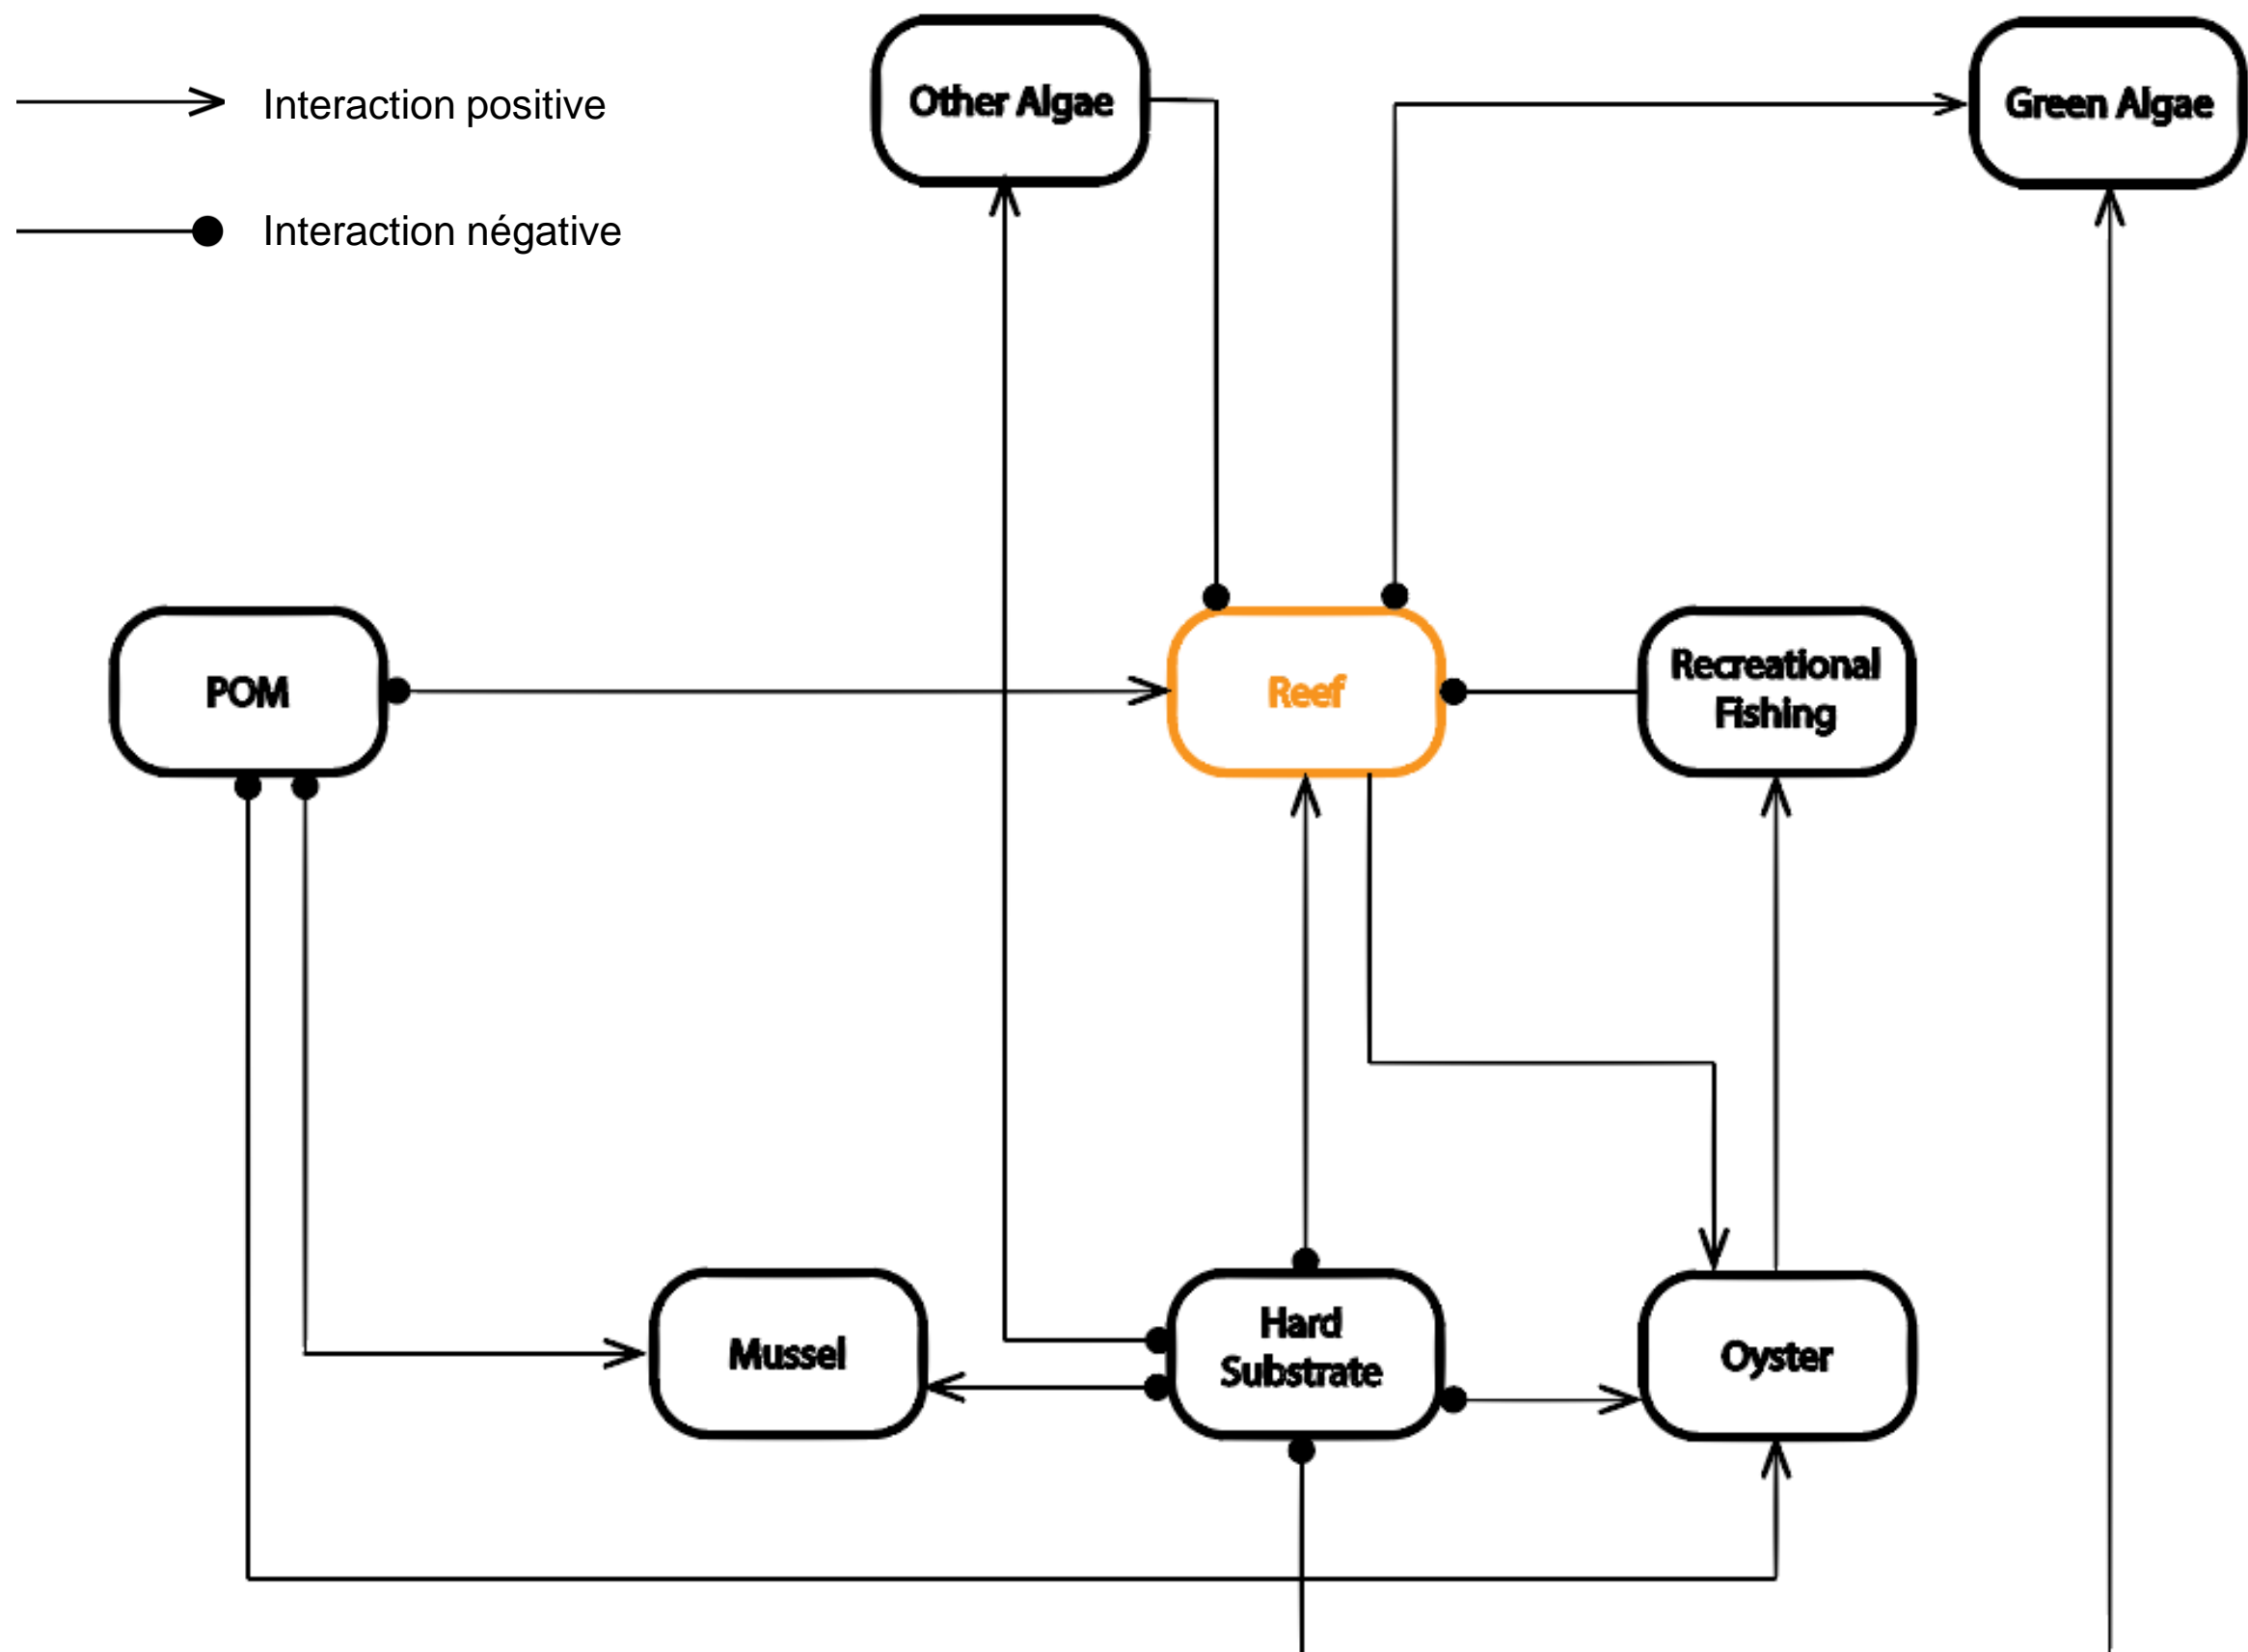 Other Algae
Green Algae
Interaction positive
Interaction négative
POM
Reef
Recreational
Fishing
Mussel
Hard
Substrate
Oyster